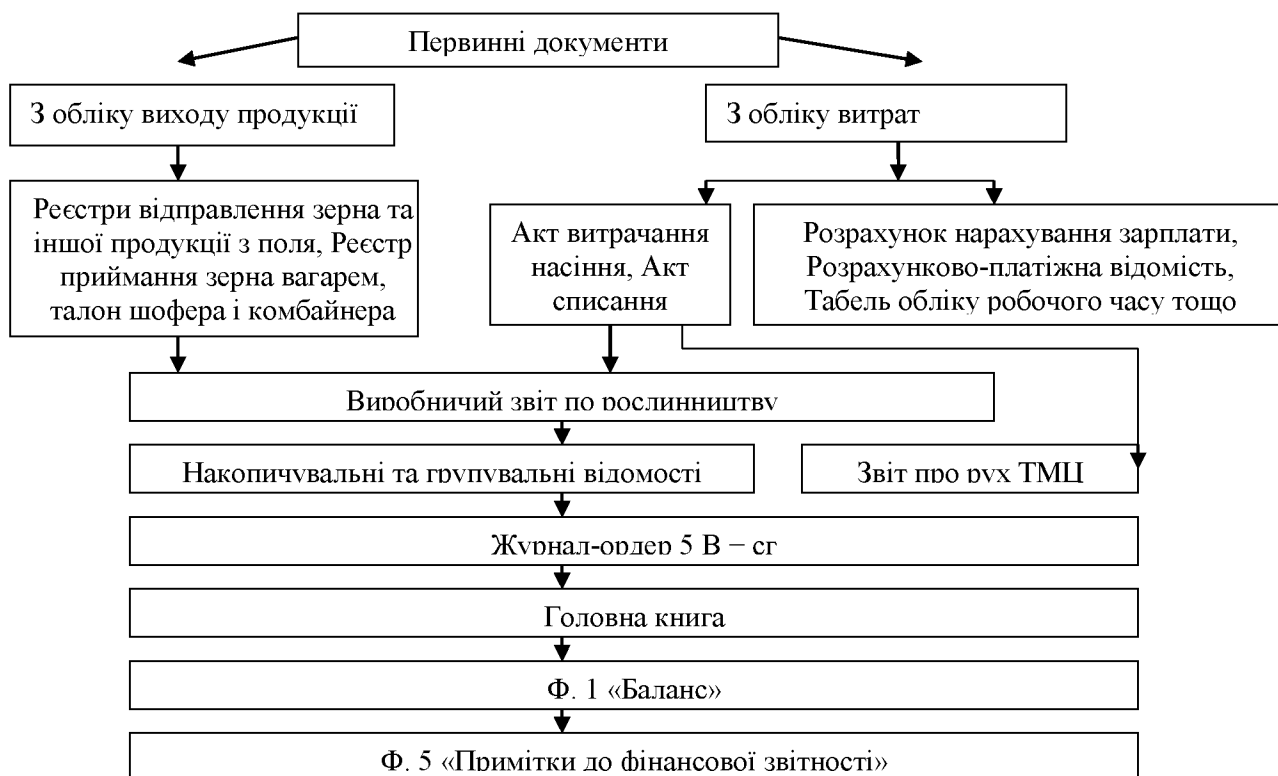 Первинні документи
З обліку виходу продукції
З обліку витрат
Реєстри відправлення зерна та
іншої продукції з поля, Реєстр
приймання зерна вагарем,
талон шофера і комбайнера
Акт витрачання
насіння, Акт
списання
Розрахунок нарахування зарплати,
Розрахунково-платіжна відомість,
Табель обліку робочого часу тощо
Виробничий звіт по рослинництву
Накопичувальні та групувальні відомості
Звіт про рух ТМЦ
Журнал-ордер 5 В – сг
Головна книга
Ф. 1 «Баланс»
Ф. 5 «Примітки до фінансової звітності»